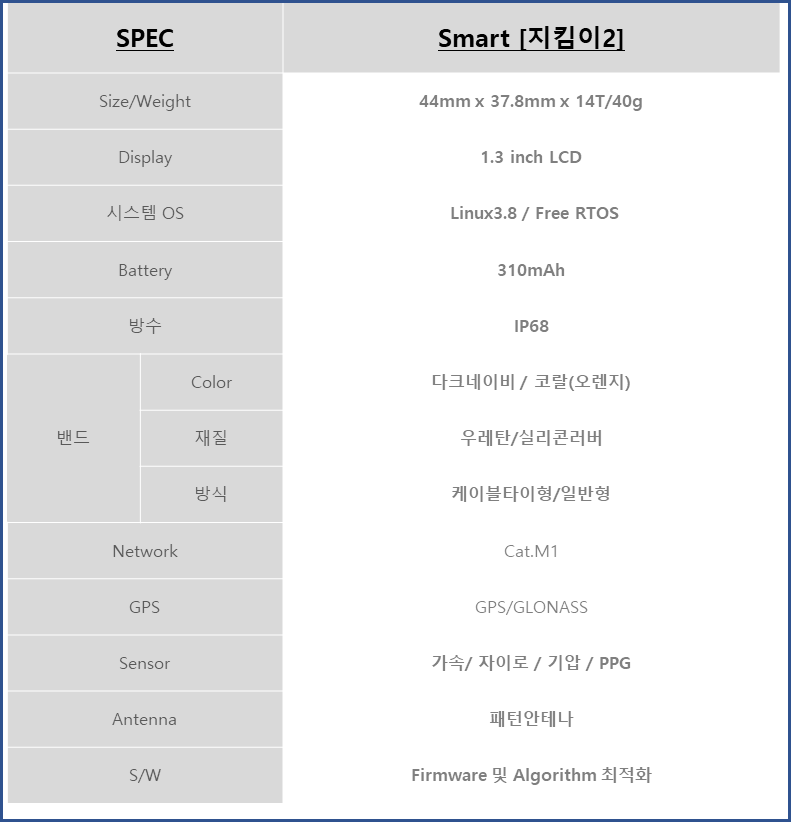 SPEC Smart [지킴이2]
Size/Weight 44mm x 37.8mm x 14T/40g
Display 1.3 inch LCD
시스템 OS Linux3.8 / Free RTOS
Battery 310mAh
방수 IP68
밴드 Color 다크네이비 / 코랄(오렌지)
재질 우레탄/실리콘러버
방식 케이블타이형/일반형
Network Cat.M1
GPS GPS/GLONASS
Sensor 가속/ 자이로 / 기압 / PPG
Antenna 패턴안테나
S/W Firmware 및 Algorithm 최적화